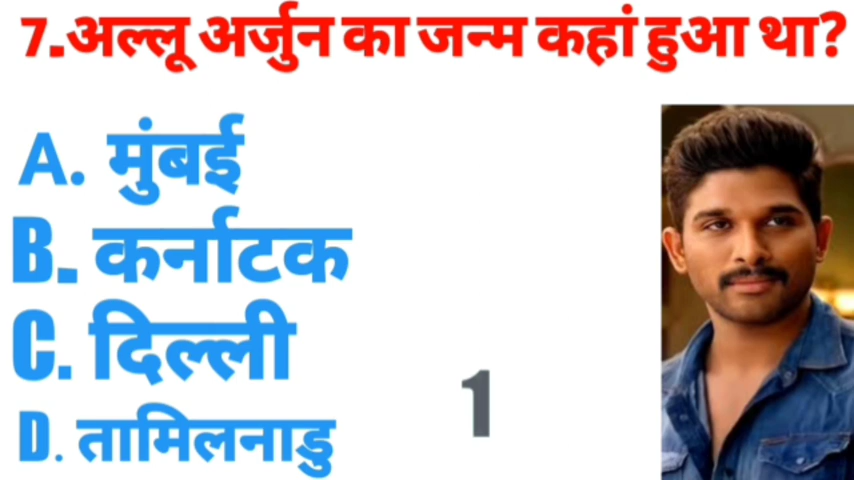 7.अल्लू अर्जुन का जन्म कहां हुआ था?
A. मुंबई
B. कर्नाटक
C. दिल्ली
D. तामिलनाडु
1